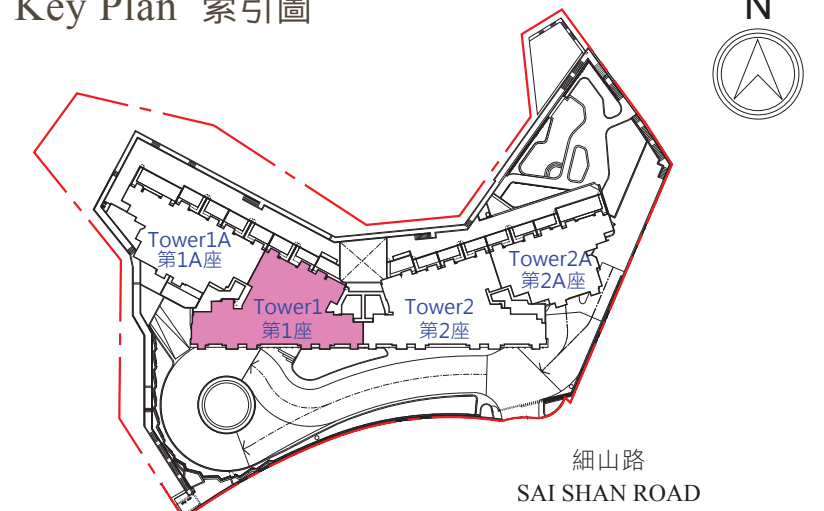 Key Plan 索引圖
N
Tower1A
第1A座
Tower2A
第2A座
Tower1
第1座
Tower2
第2座
細山路
SAI SHAN ROAD